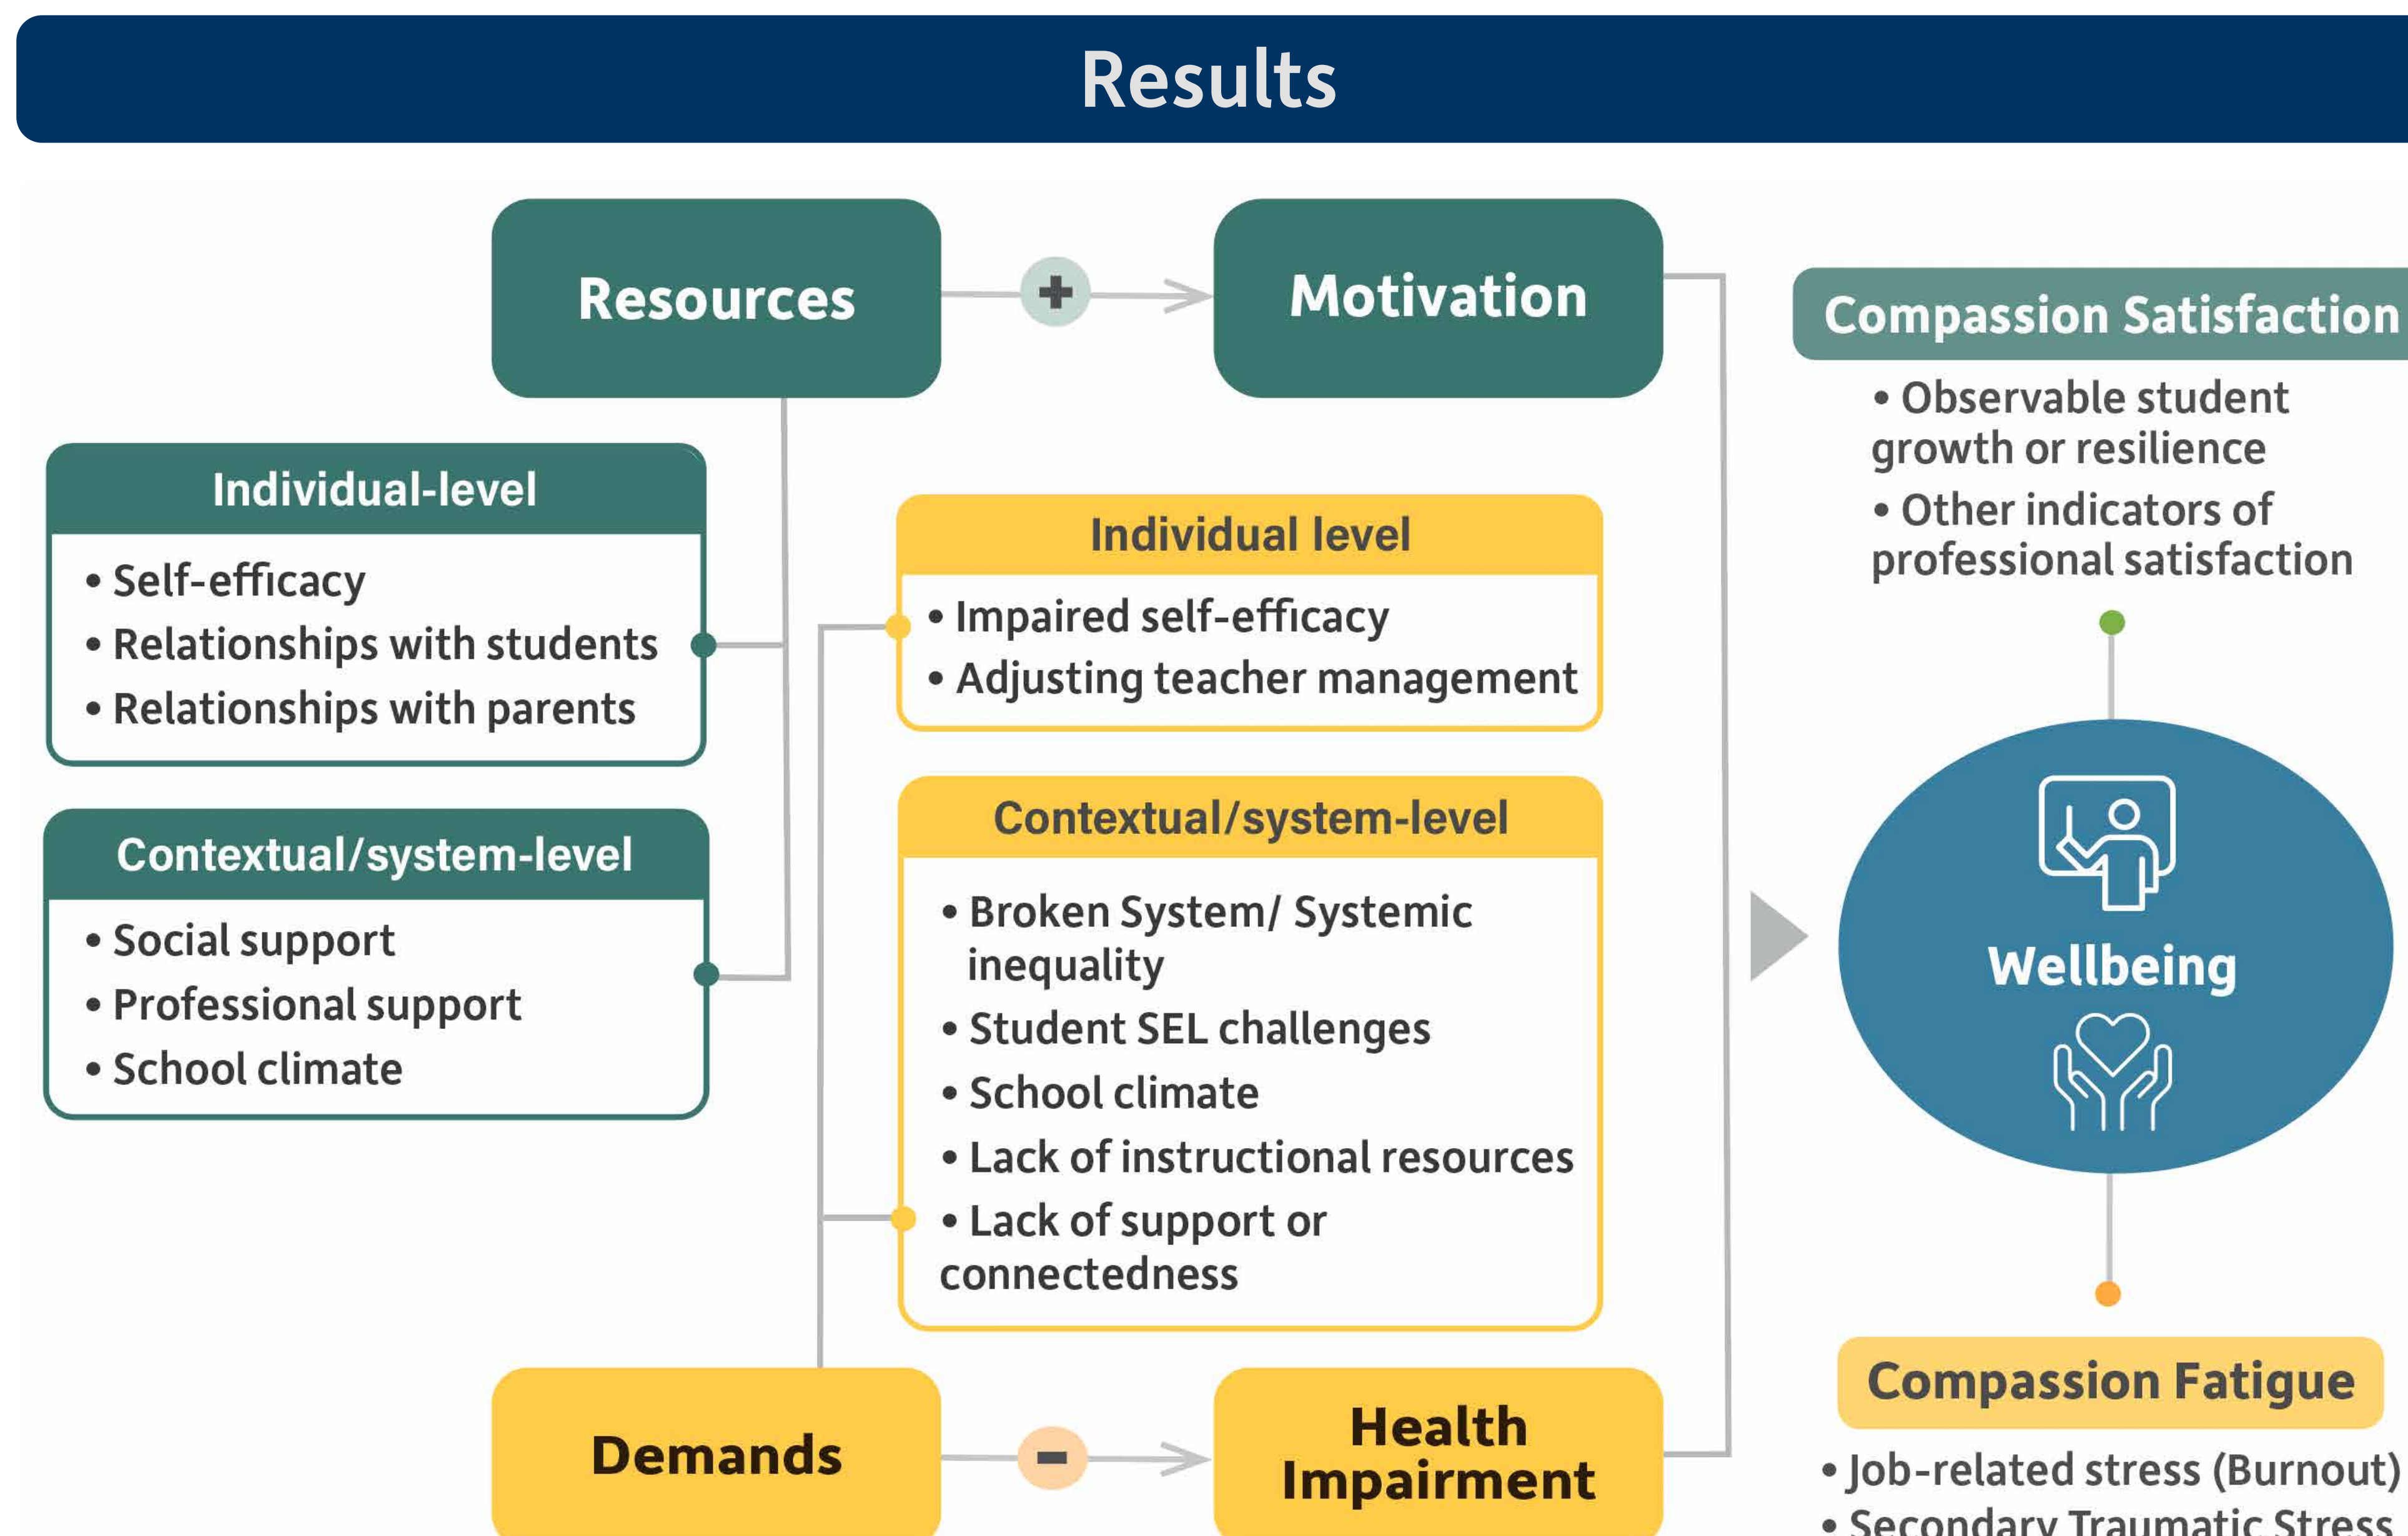 Results
Resources
+
Motivation
Individual-level
• Self-efficacy
• Relationships with students
• Relationships with parents
Contextual/system-level
• Social support
• Professional support
• School climate
Individual level
• Impaired self-efficacy
• Adjusting teacher management
Contextual/system-level
• Broken System/ Systemic
inequality
• Student SEL challenges
• School climate
• Lack of instructional resources
• Lack of support or
connectedness
Demands
-
Health
Impairment
Compassion Satisfaction
• Observable student
growth or resilience
• Other indicators of
professional satisfaction
Wellbeing
Compassion Fatigue
• Job-related stress (Burnout)
• Secondary Traumatic Stress